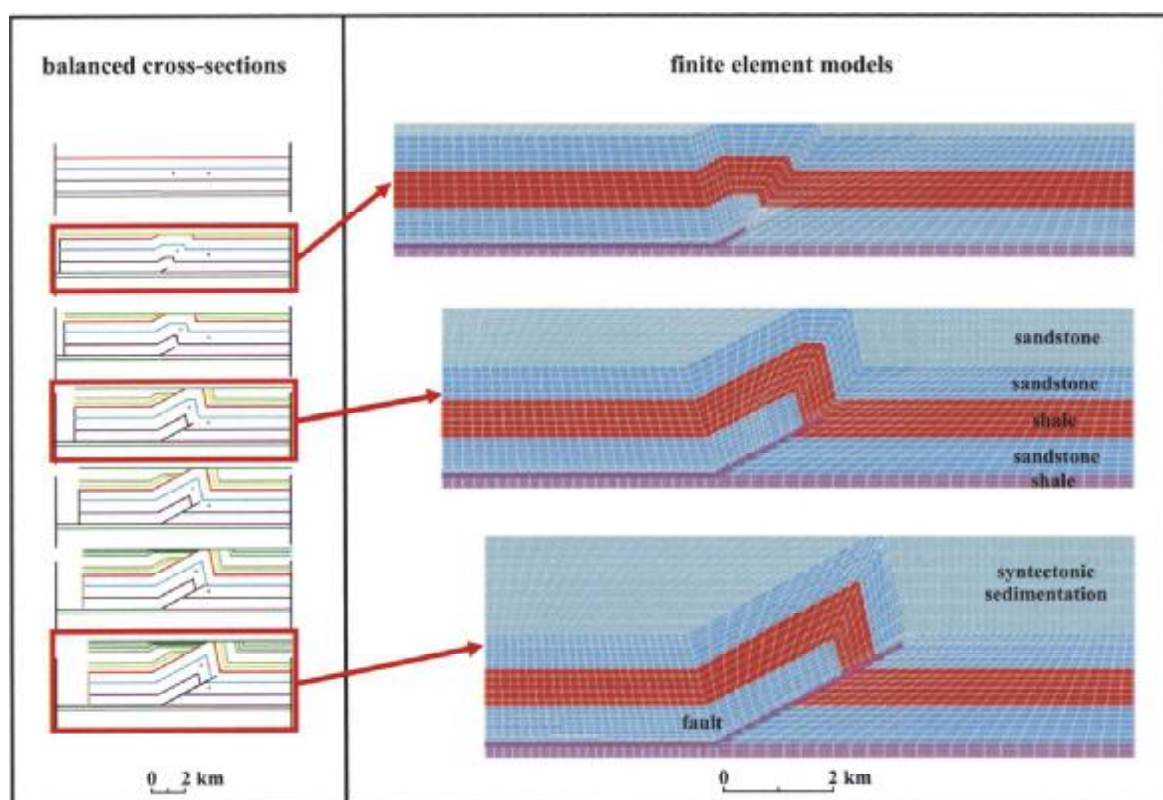 balanced cross-sections
finite element models
sandstone
sandstone
shale
sandstone
shale
syntectonic
sedimentation
fault
0 2 km
0 2 km